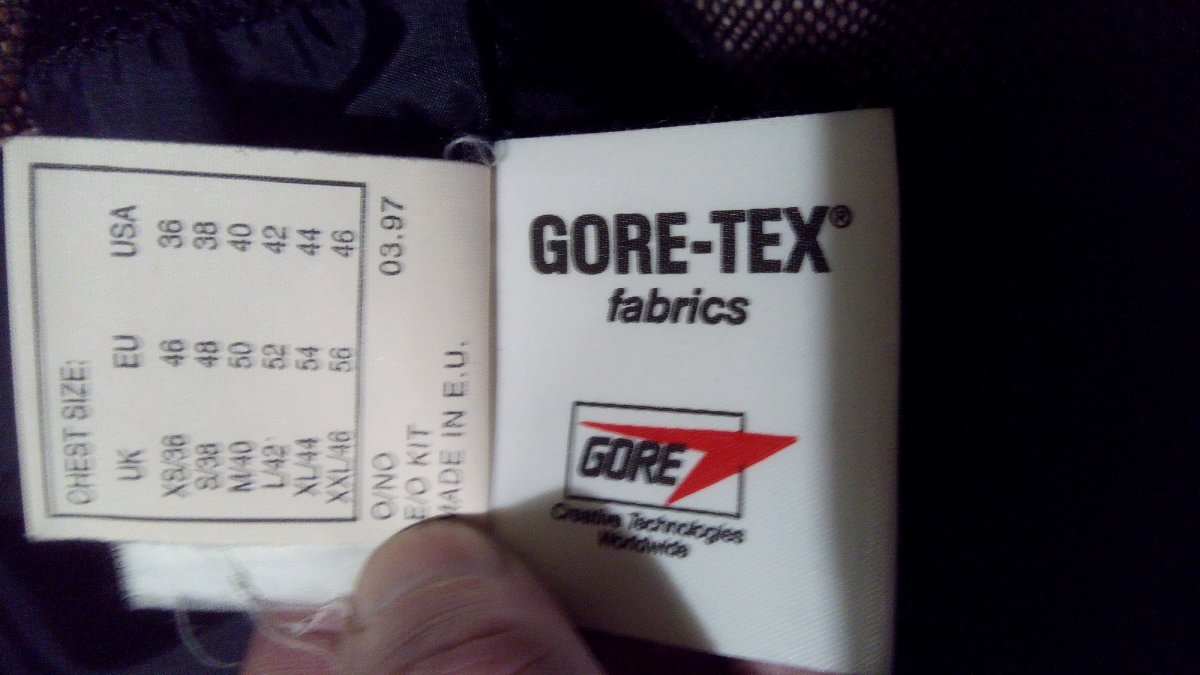 CHEST SIZE:
UK EU USA
XS/36 46 36
S/38 48 38
M/40 50 40
L/42 52 42
XL/44 54 44
XXL/46 56 46
O/NO 03.97
E/O KIT
MADE IN E.U.
GORE-TEX®
fabrics
GORE
Creative Technologies
Worldwide